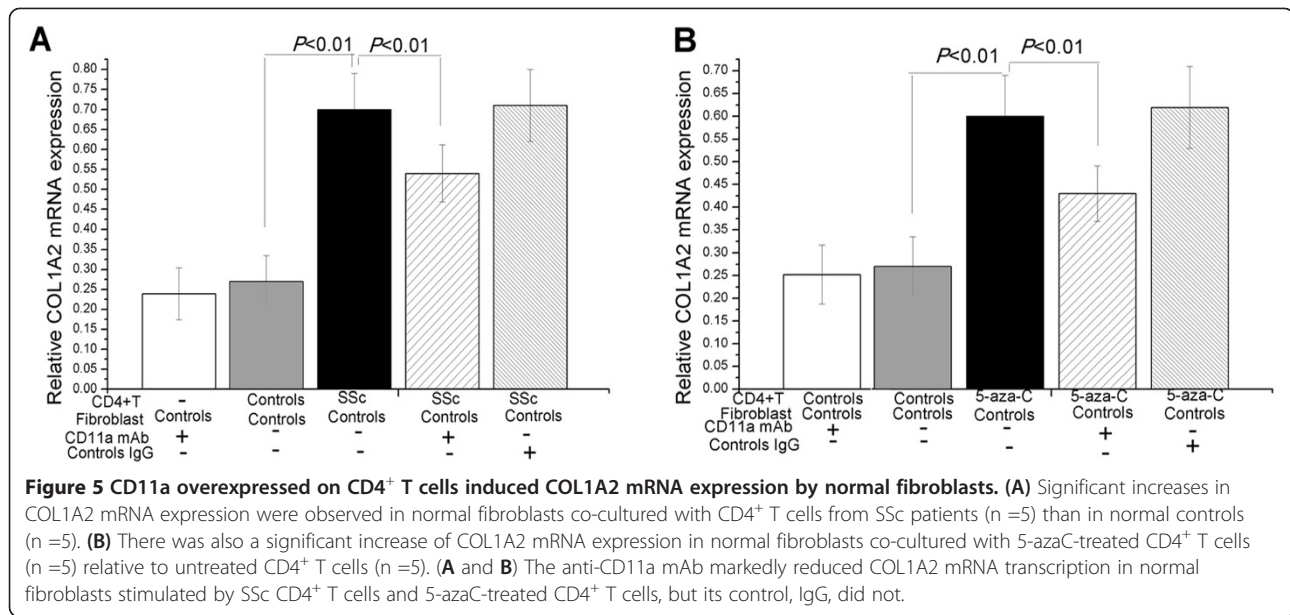 A
P<0.01 P<0.01
Relative COL1A2 mRNA expression
0.80
0.75
0.70
0.65
0.60
0.55
0.50
0.45
0.40
0.35
0.30
0.25
0.20
0.15
0.10
0.05
0.00
CD4+T - Controls SSc SSc SSc
Fibroblast Controls Controls Controls Controls Controls
CD11a mAb + - - + -
Controls IgG - - - - +
B
P<0.01 P<0.01
Relative COL1A2 mRNA expression
0.70
0.65
0.60
0.55
0.50
0.45
0.40
0.35
0.30
0.25
0.20
0.15
0.10
0.05
0.00
CD4+T Controls Controls 5-aza-C 5-aza-C 5-aza-C
Fibroblast Controls Controls Controls Controls Controls
CD11a mAb + - - + -
Controls IgG - - - - +
Figure 5 CD11a overexpressed on CD4⁺ T cells induced COL1A2 mRNA expression by normal fibroblasts. (A) Significant increases in
COL1A2 mRNA expression were observed in normal fibroblasts co-cultured with CD4⁺ T cells from SSc patients (n =5) than in normal controls
(n =5). (B) There was also a significant increase of COL1A2 mRNA expression in normal fibroblasts co-cultured with 5-azaC-treated CD4⁺ T cells
(n =5) relative to untreated CD4⁺ T cells (n =5). (A and B) The anti-CD11a mAb markedly reduced COL1A2 mRNA transcription in normal
fibroblasts stimulated by SSc CD4⁺ T cells and 5-azaC-treated CD4⁺ T cells, but its control, IgG, did not.